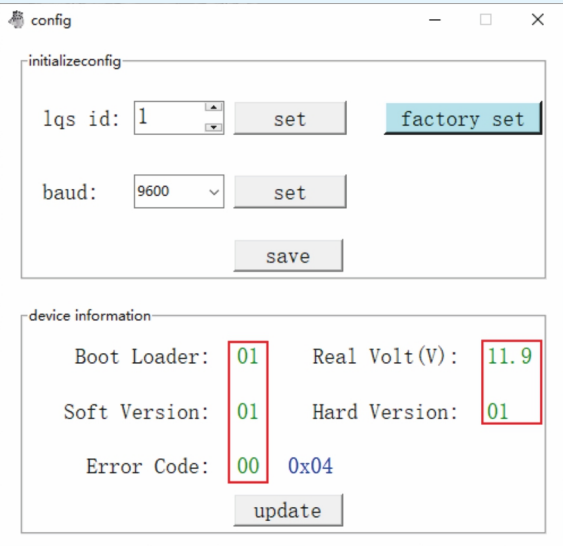 config
initializeconfig
lqs id: 1 set factory set
baud: 9600 set
save
device information
Boot Loader: 01 Real Volt(V): 11.9
Soft Version: 01 Hard Version: 01
Error Code: 00 0x04
update